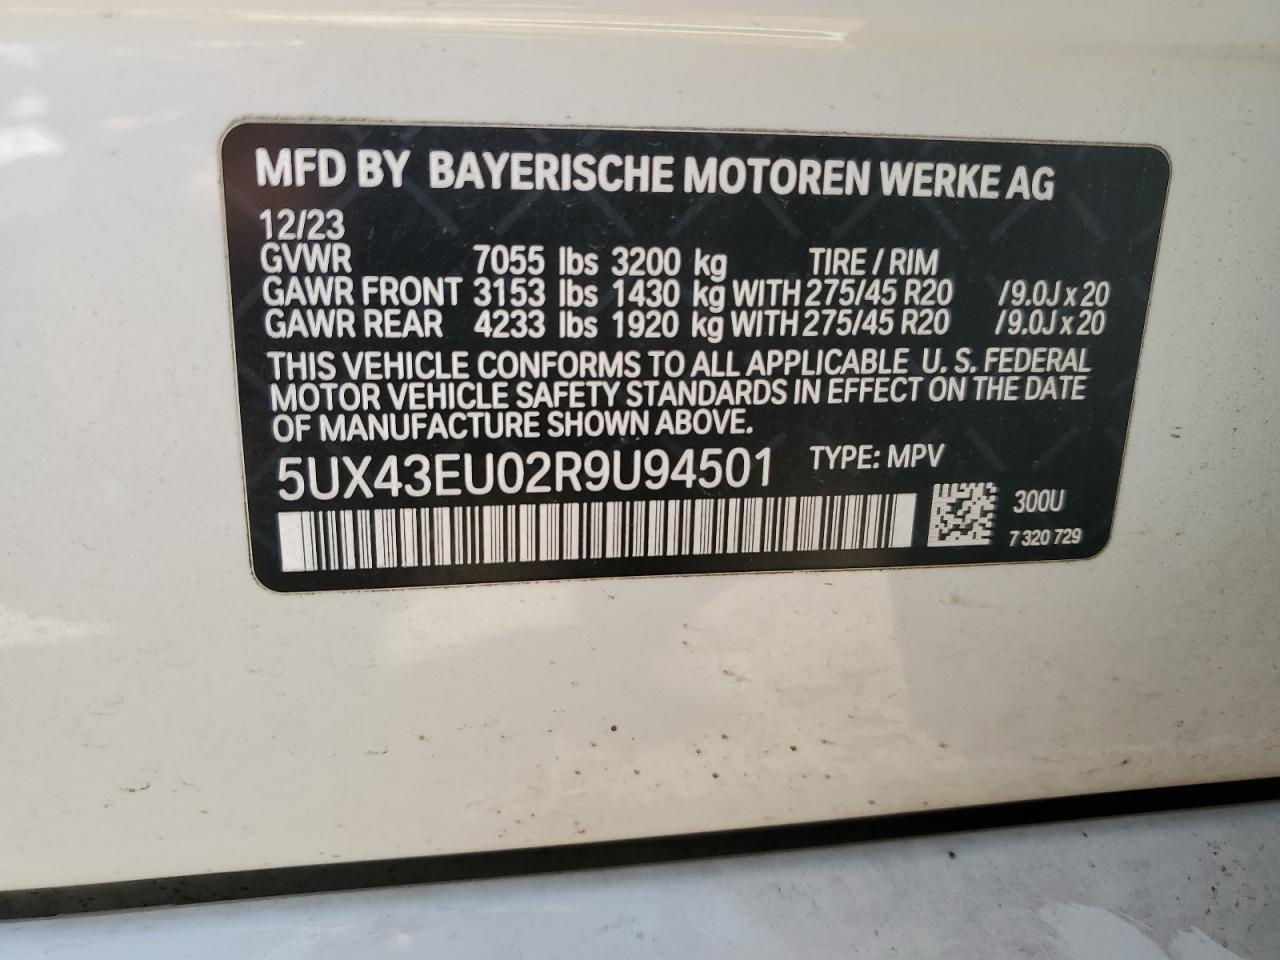 MFD BY BAYERISCHE MOTOREN WERKE AG
12/23
GVWR 7055 lbs 3200 kg TIRE / RIM
GAWR FRONT 3153 lbs 1430 kg WITH 275/45 R20 / 9.0J x 20
GAWR REAR 4233 lbs 1920 kg WITH 275/45 R20 / 9.0J x 20
THIS VEHICLE CONFORMS TO ALL APPLICABLE U. S. FEDERAL
MOTOR VEHICLE SAFETY STANDARDS IN EFFECT ON THE DATE
OF MANUFACTURE SHOWN ABOVE.
5UX43EU02R9U94501 TYPE: MPV
300U
7 320 729